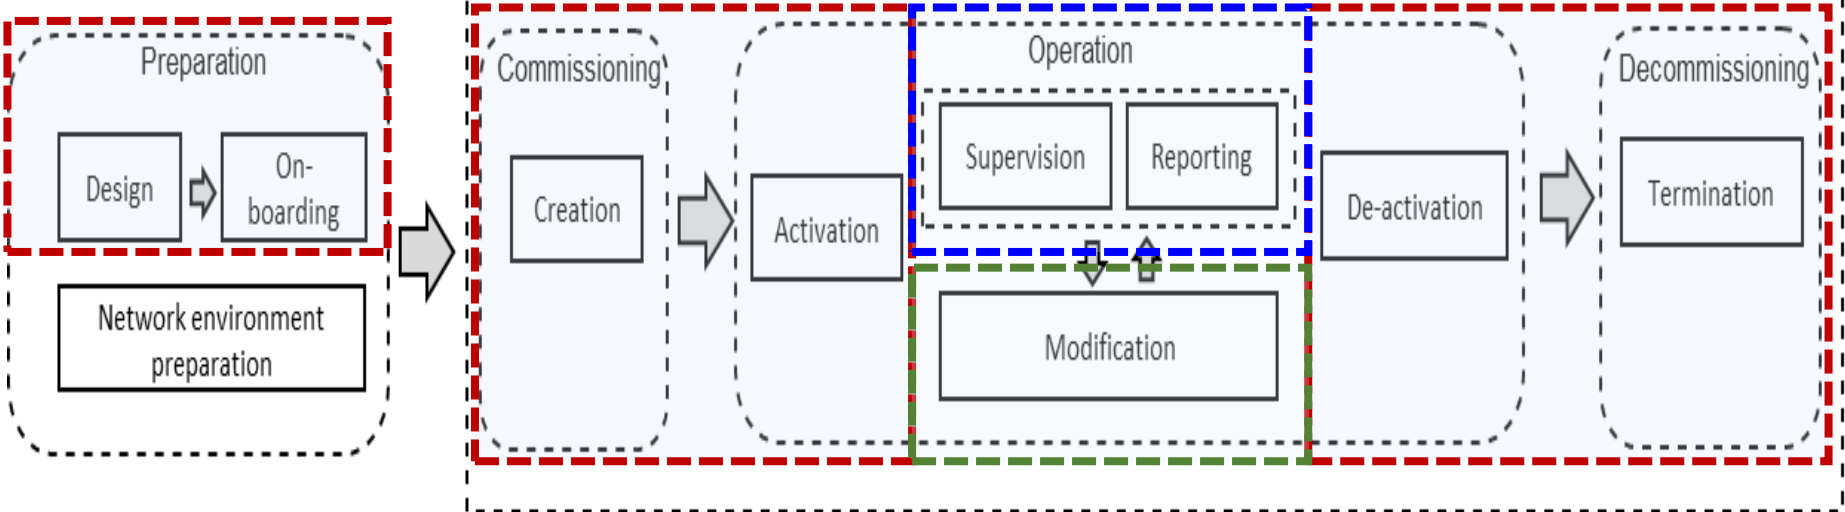 Preparation
Design
On-
boarding
Network environment
preparation
Commissioning
Creation
Operation
Activation
Supervision
Reporting
Modification
De-activation
Decommissioning
Termination